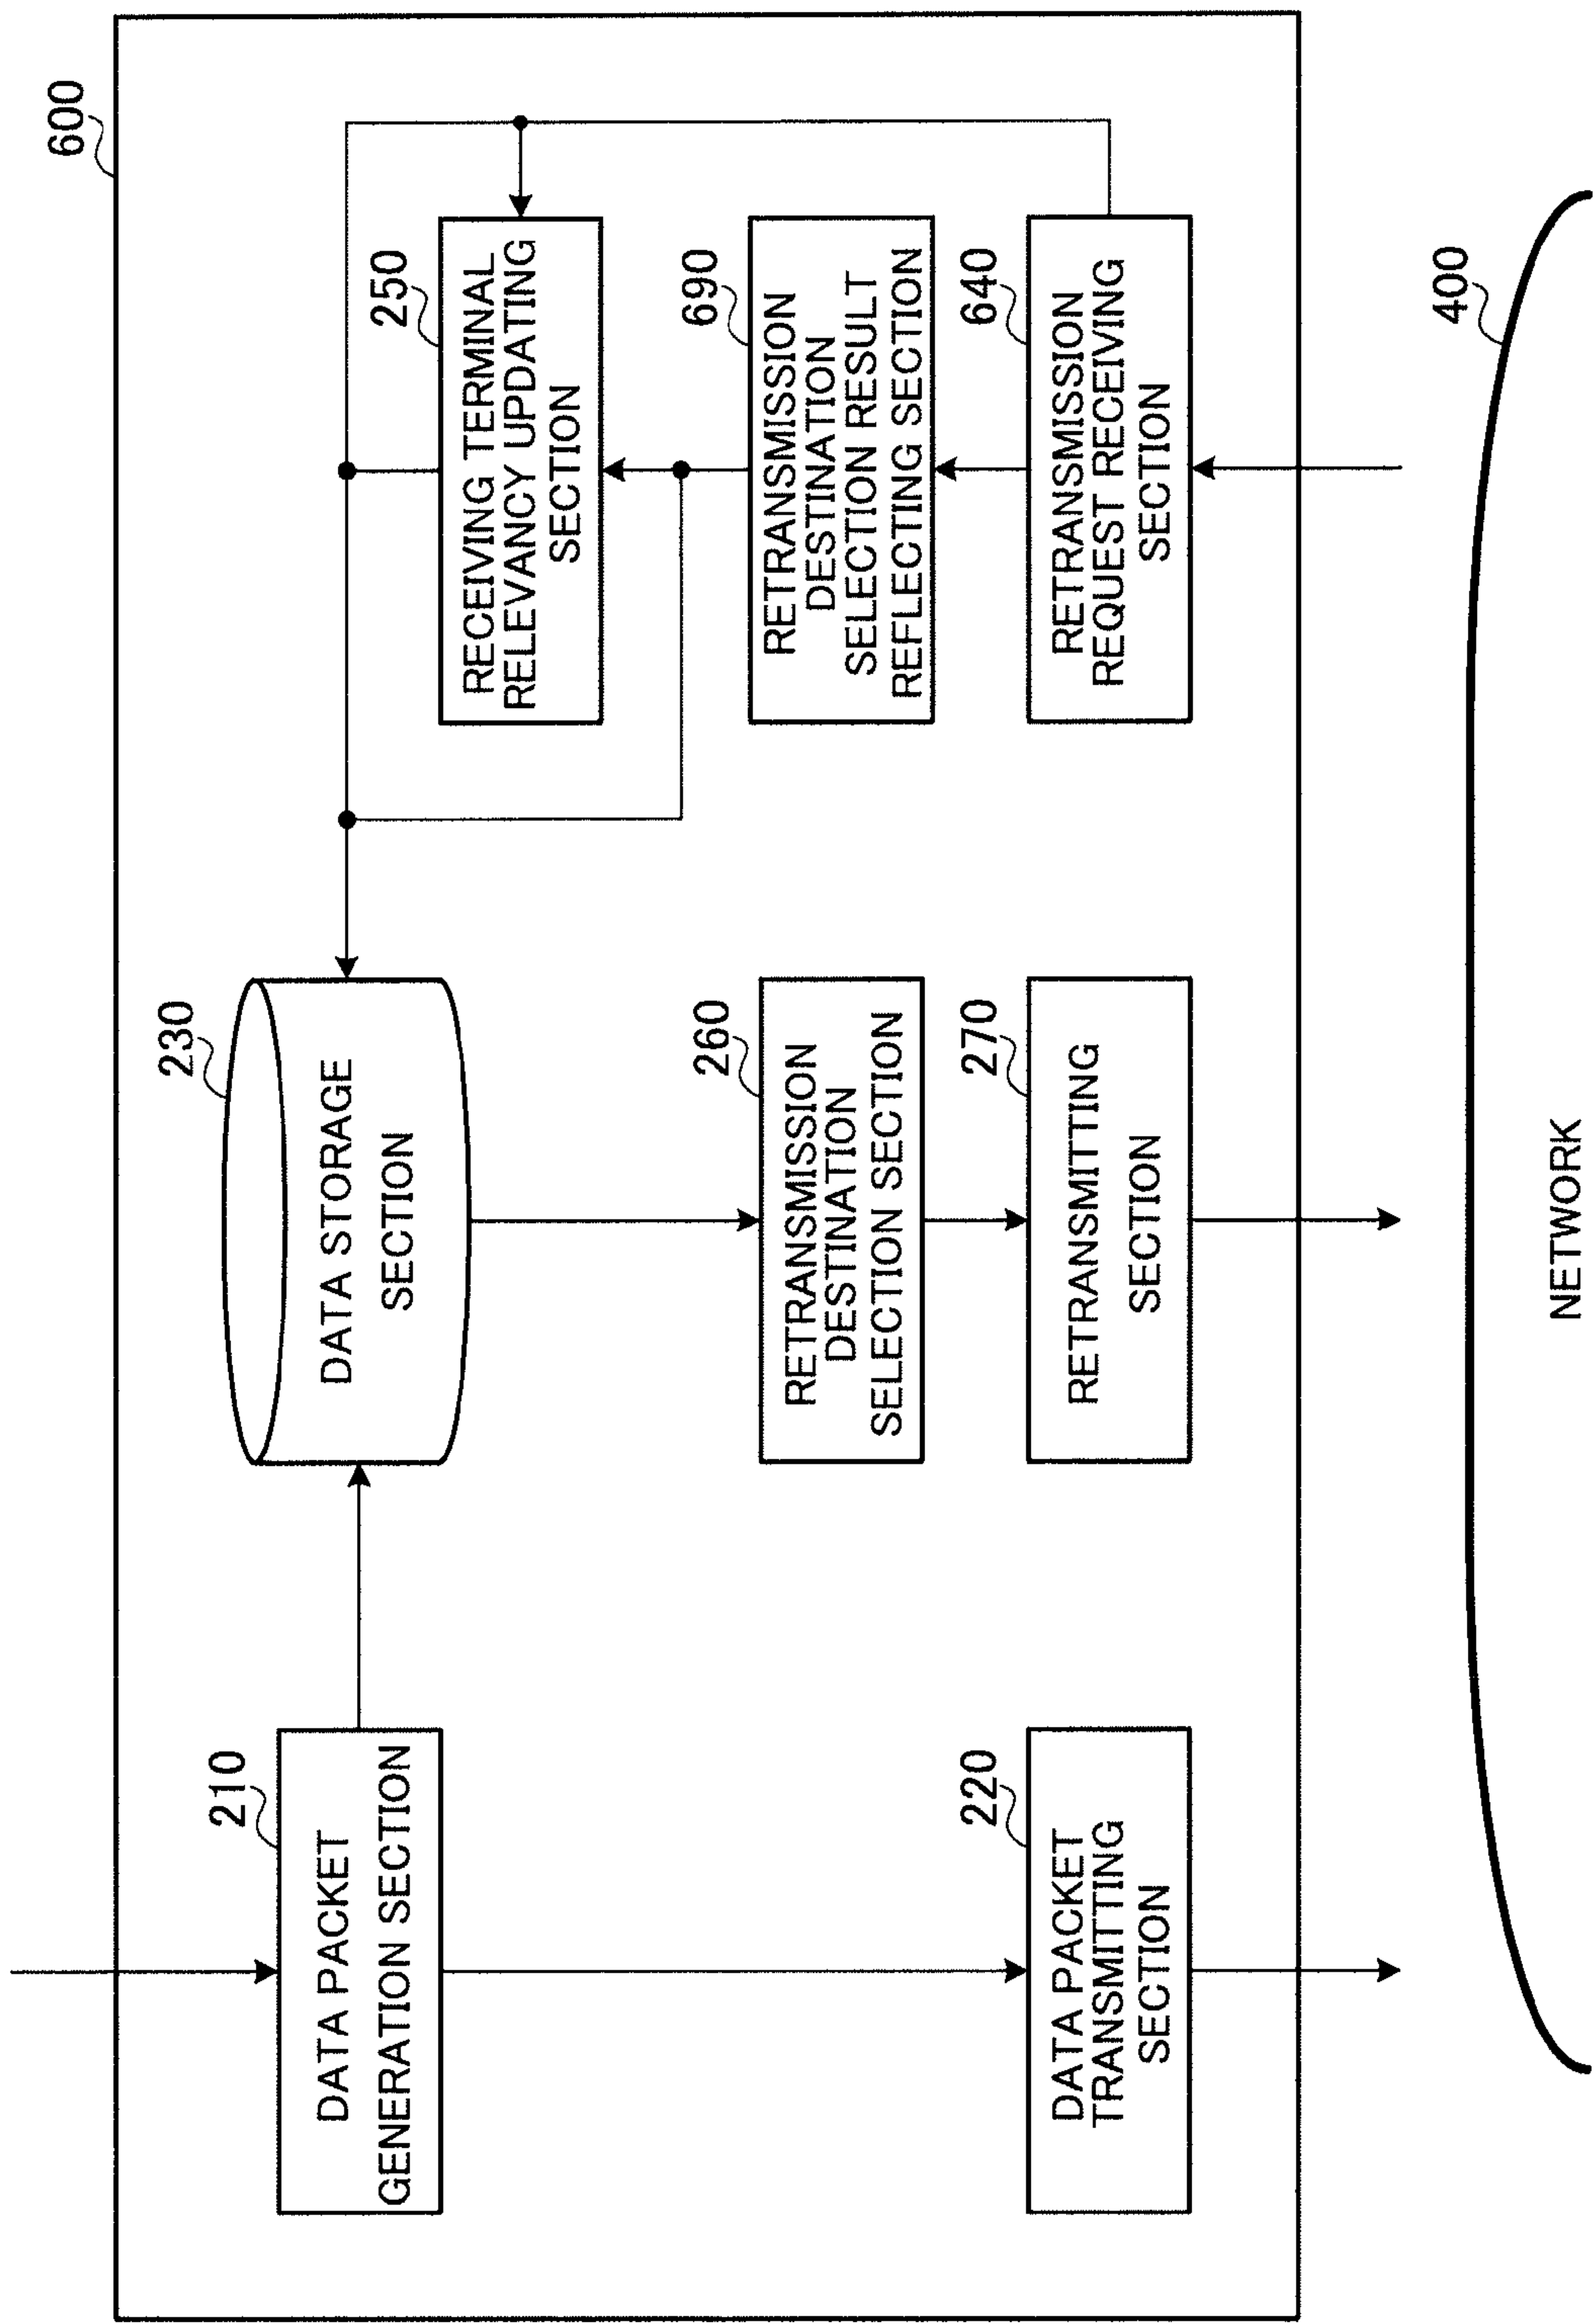 600
210
DATA PACKET
GENERATION SECTION
230
DATA STORAGE
SECTION
250
RECEIVING TERMINAL
RELEVANCY UPDATING
SECTION
690
RETRANSMISSION
DESTINATION
SELECTION RESULT
REFLECTING SECTION
260
RETRANSMISSION
DESTINATION
SELECTION SECTION
220
DATA PACKET
TRANSMITTING
SECTION
270
RETRANSMITTING
SECTION
640
RETRANSMISSION
REQUEST RECEIVING
SECTION
400
NETWORK